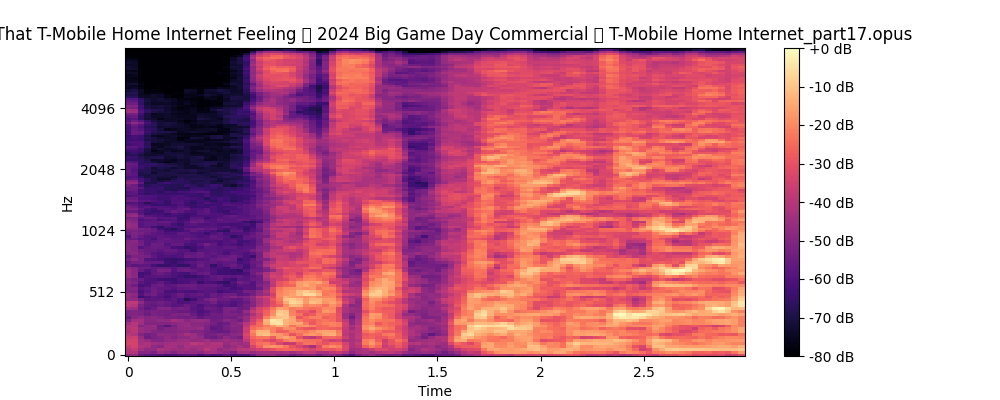 That T-Mobile Home Internet Feeling 🎵 2024 Big Game Day Commercial 🎵 T-Mobile Home Internet_part17.opus
+0 dB
4096
-10 dB
-20 dB
2048
-30 dB
Hz
1024
-40 dB
-50 dB
512
-60 dB
-70 dB
0
-80 dB
0
0.5
1
1.5
2
2.5
Time